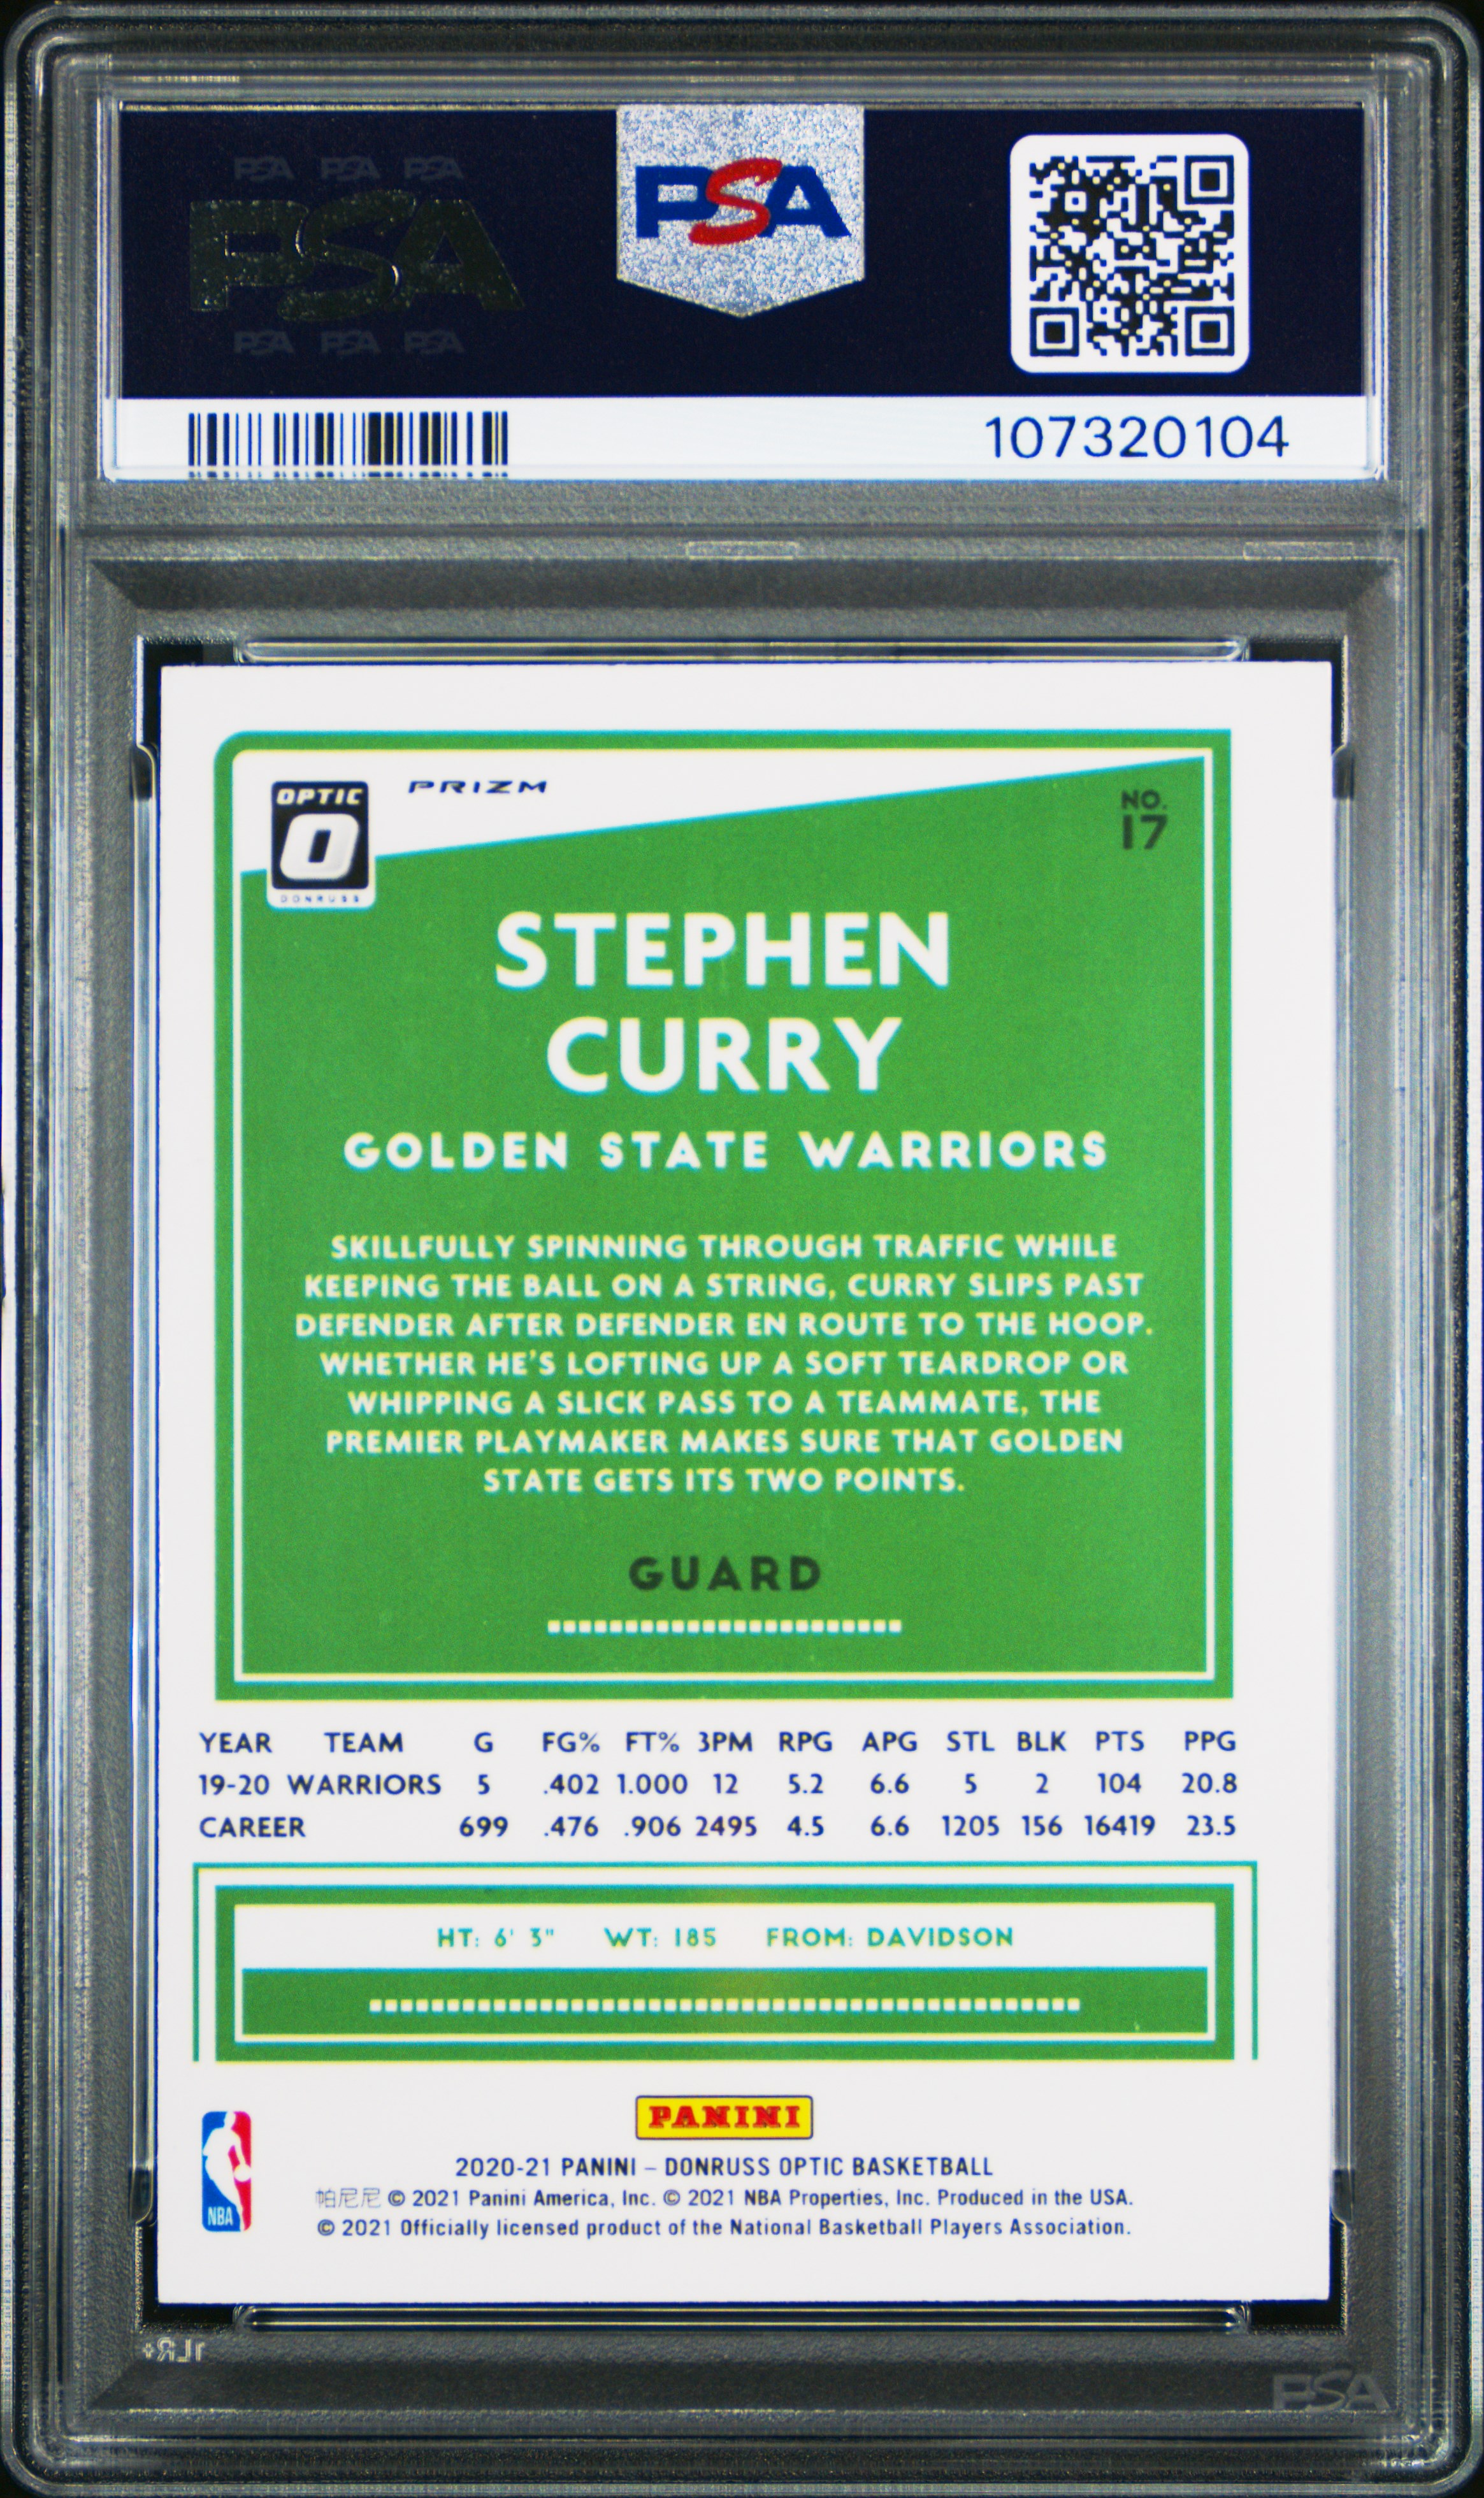 PSA PSA PSA
PSA
PSA PSA PSA
PSA
107320104
OPTIC
O
DONRUSS
PRIZM
NO.
17
STEPHEN
CURRY
GOLDEN STATE WARRIORS
SKILLFULLY SPINNING THROUGH TRAFFIC WHILE
KEEPING THE BALL ON A STRING, CURRY SLIPS PAST
DEFENDER AFTER DEFENDER EN ROUTE TO THE HOOP.
WHETHER HE'S LOFTING UP A SOFT TEARDROP OR
WHIPPING A SLICK PASS TO A TEAMMATE, THE
PREMIER PLAYMAKER MAKES SURE THAT GOLDEN
STATE GETS ITS TWO POINTS.
GUARD
YEAR TEAM G FG% FT% 3PM RPG APG STL BLK PTS PPG
19-20 WARRIORS 5 .402 1.000 12 5.2 6.6 5 2 104 20.8
CAREER 699 .476 .906 2495 4.5 6.6 1205 156 16419 23.5
HT: 6' 3" WT: 185 FROM: DAVIDSON
PANINI
NBA
2020-21 PANINI – DONRUSS OPTIC BASKETBALL
帕尼尼 © 2021 Panini America, Inc. © 2021 NBA Properties, Inc. Produced in the USA.
© 2021 Officially licensed product of the National Basketball Players Association.
PSA